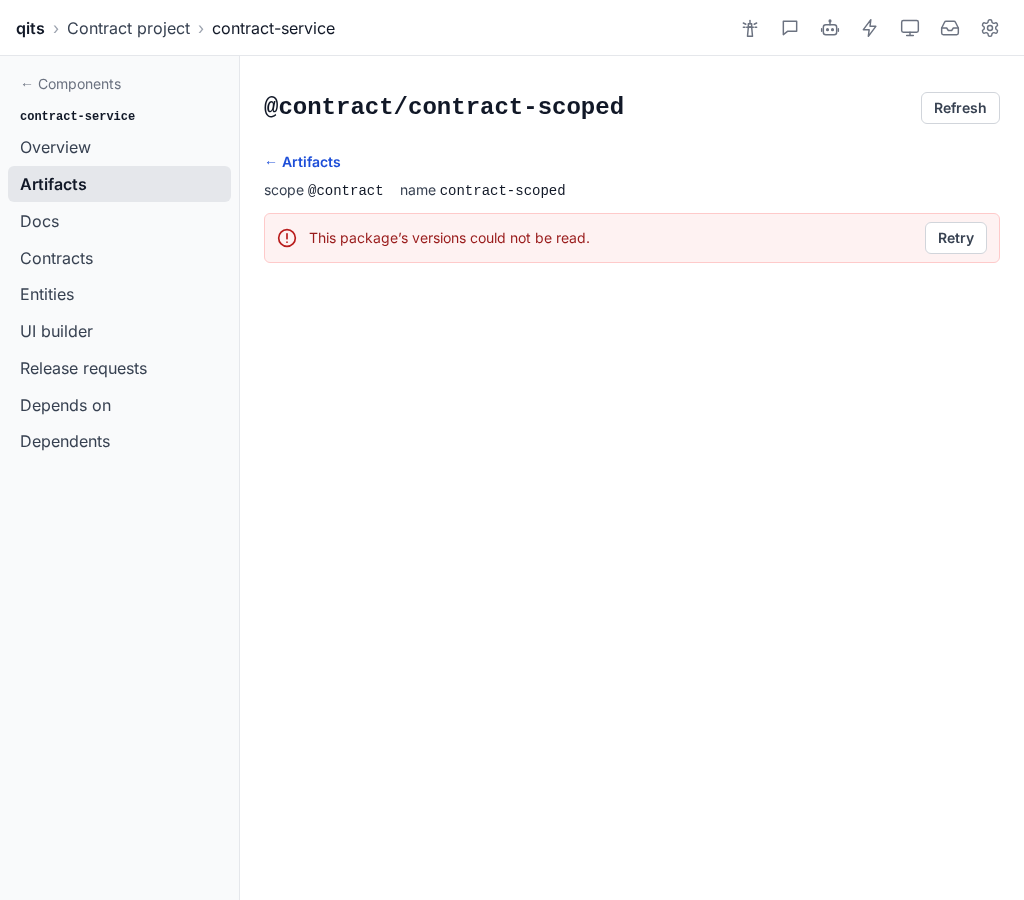 qits › Contract project › contract-service
← Components
contract-service
Overview
Artifacts
Docs
Contracts
Entities
UI builder
Release requests
Depends on
Dependents
@contract/contract-scoped
Refresh
← Artifacts
scope @contract name contract-scoped
This package’s versions could not be read.
Retry